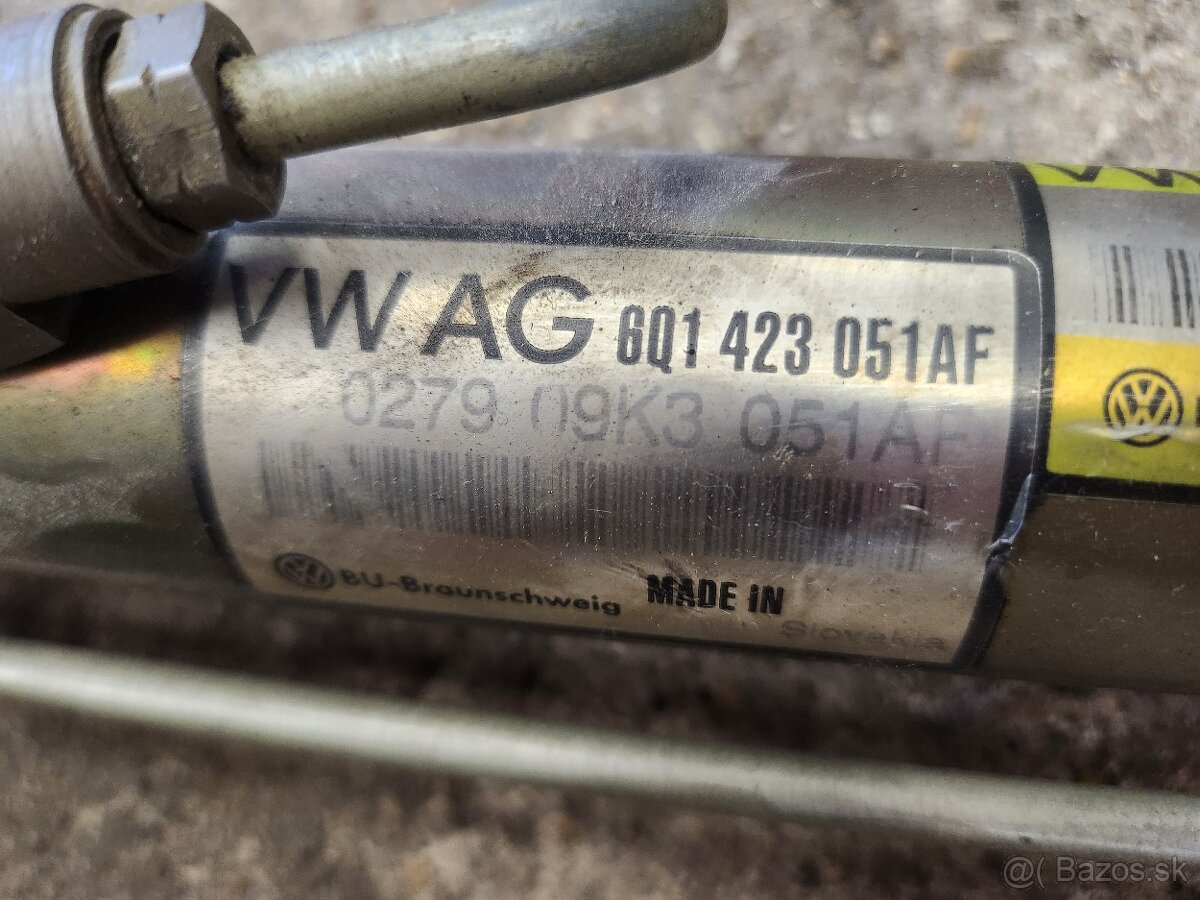 VW AG 6Q1 423 051AF
0279 09K3 051AF
BU-Braunschweig MADE IN
Slovakia
@( Bazos.sk